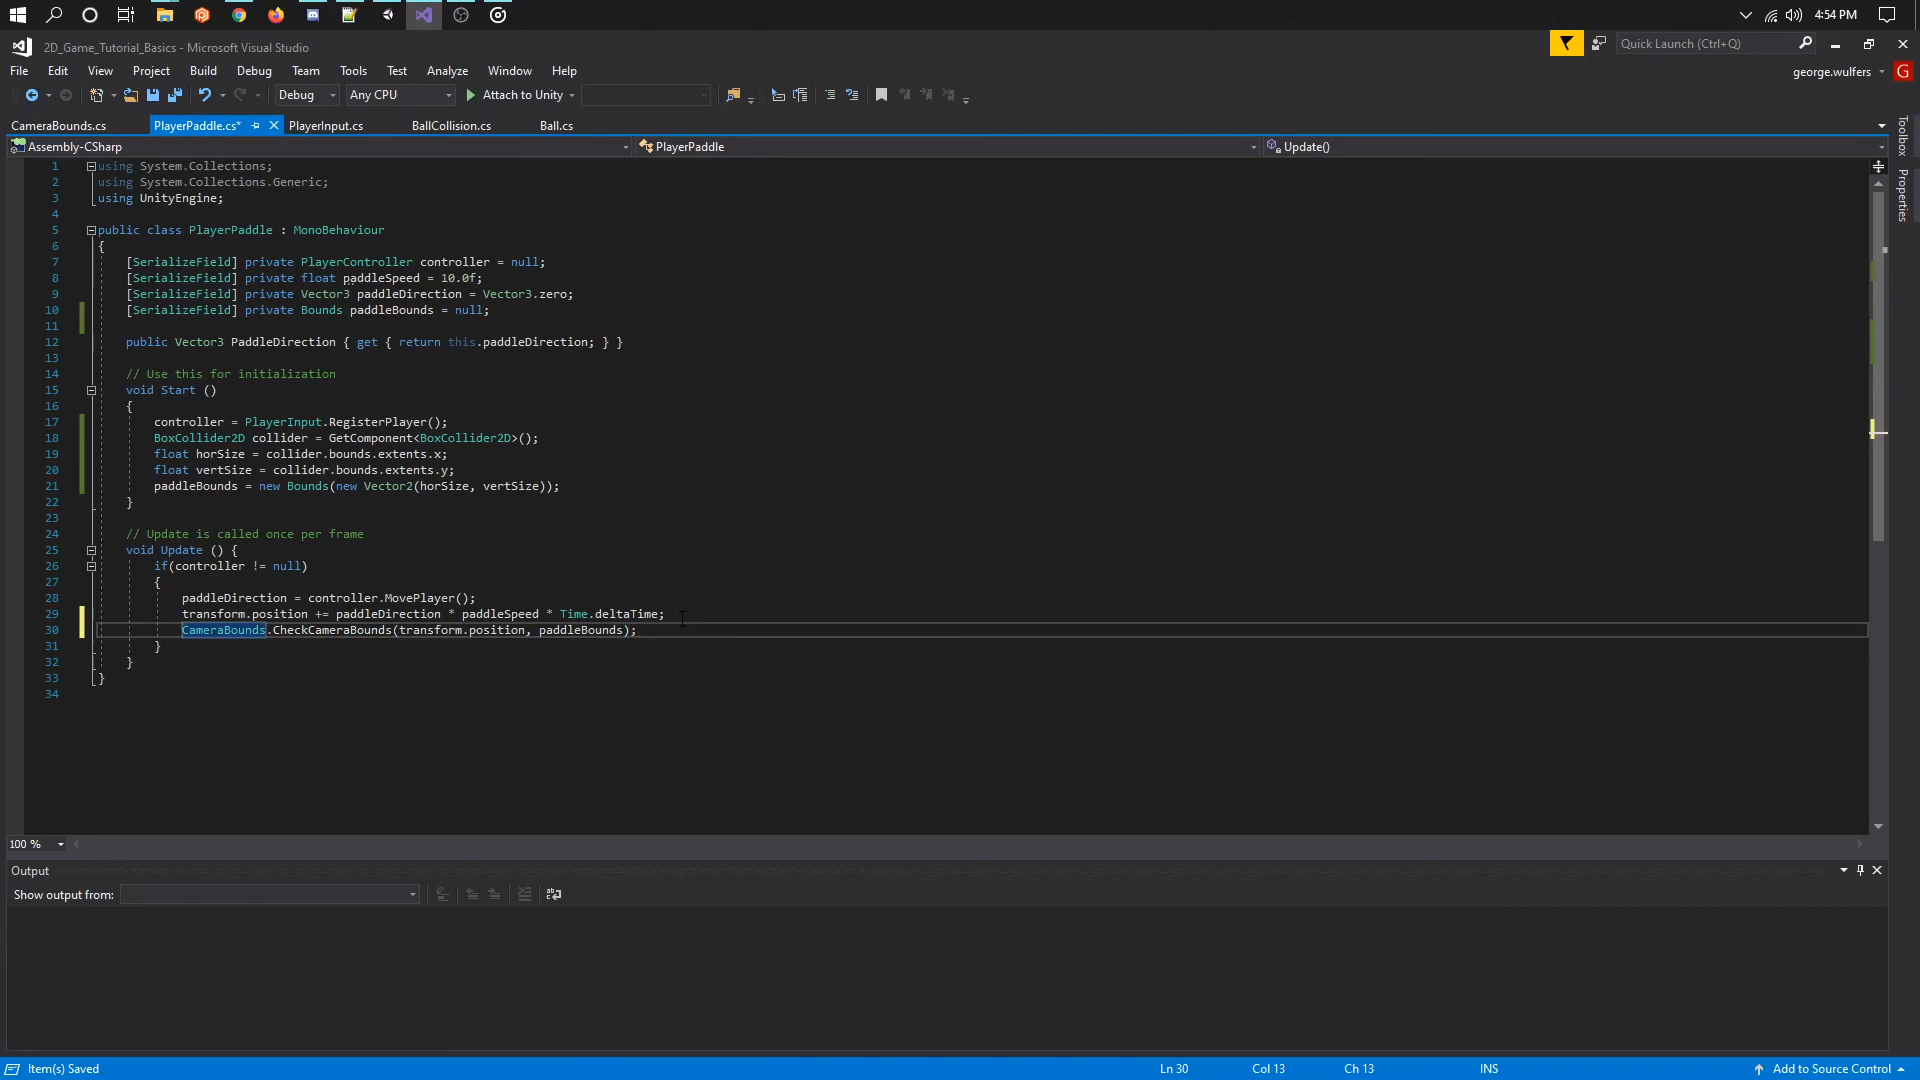 4:54 PM
2D_Game_Tutorial_Basics - Microsoft Visual Studio
Quick Launch (Ctrl+Q)
File Edit View Project Build Debug Team Tools Test Analyze Window Help
george.wulfers G
Debug Any CPU Attach to Unity
CameraBounds.cs PlayerPaddle.cs* PlayerInput.cs BallCollision.cs Ball.cs
Assembly-CSharp PlayerPaddle Update()
Toolbox
Properties
1 using System.Collections;
2 using System.Collections.Generic;
3 using UnityEngine;
4
5 public class PlayerPaddle : MonoBehaviour
6 {
7 [SerializeField] private PlayerController controller = null;
8 [SerializeField] private float paddleSpeed = 10.0f;
9 [SerializeField] private Vector3 paddleDirection = Vector3.zero;
10 [SerializeField] private Bounds paddleBounds = null;
11
12 public Vector3 PaddleDirection { get { return this.paddleDirection; } }
13
14 // Use this for initialization
15 void Start ()
16 {
17 controller = PlayerInput.RegisterPlayer();
18 BoxCollider2D collider = GetComponent<BoxCollider2D>();
19 float horSize = collider.bounds.extents.x;
20 float vertSize = collider.bounds.extents.y;
21 paddleBounds = new Bounds(new Vector2(horSize, vertSize));
22 }
23
24 // Update is called once per frame
25 void Update () {
26 if(controller != null)
27 {
28 paddleDirection = controller.MovePlayer();
29 transform.position += paddleDirection * paddleSpeed * Time.deltaTime;
30 CameraBounds.CheckCameraBounds(transform.position, paddleBounds);
31 }
32 }
33 }
34
100 %
Output
Show output from:
Item(s) Saved Ln 30 Col 13 Ch 13 INS Add to Source Control